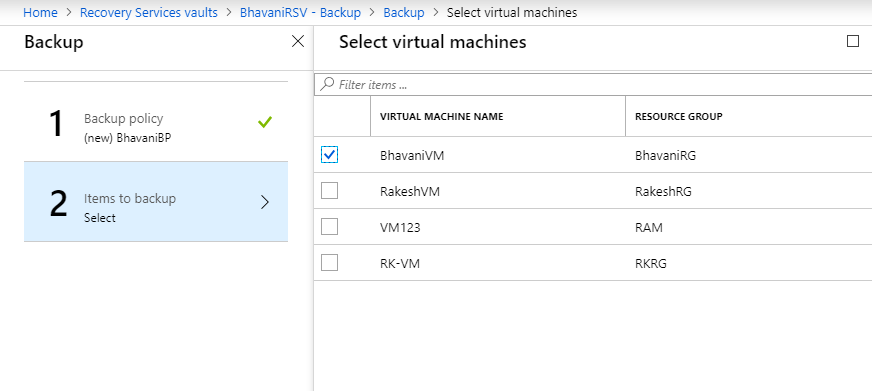 Home > Recovery Services vaults > BhavaniRSV - Backup > Backup > Select virtual machines
Backup
1
Backup policy
(new) BhavaniBP
2
Items to backup
Select
Select virtual machines
Filter items ...
VIRTUAL MACHINE NAME RESOURCE GROUP
BhavaniVM BhavaniRG
RakeshVM RakeshRG
VM123 RAM
RK-VM RKRG